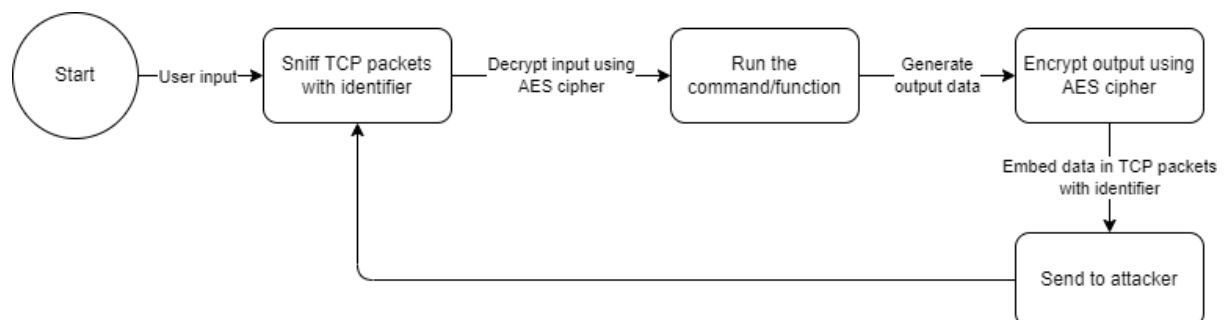 Start
User input
Sniff TCP packets
with identifier
Decrypt input using
AES cipher
Run the
command/function
Generate
output data
Encrypt output using
AES cipher
Embed data in TCP packets
with identifier
Send to attacker